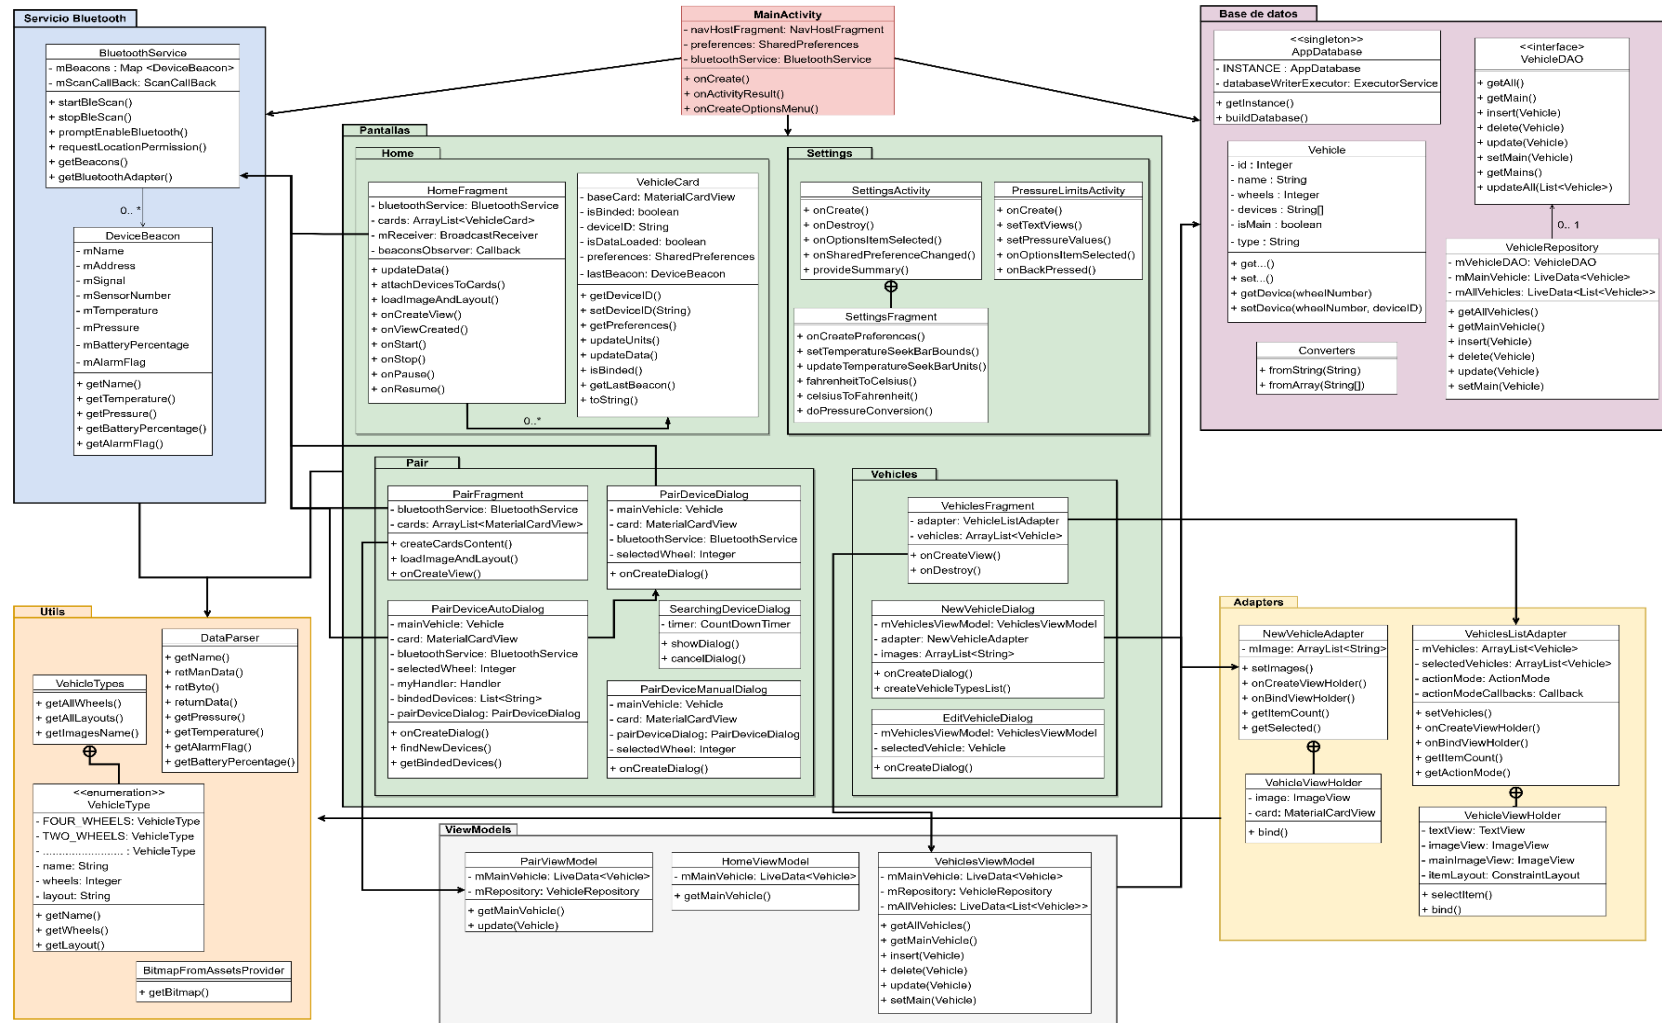 Servicio Bluetooth
BluetoothService
- mBeacons : Map <DeviceBeacon>
- mScanCallBack: ScanCallBack
+ startBleScan()
+ stopBleScan()
+ promptEnableBluetooth()
+ requestLocationPermission()
+ getBeacons()
+ getBluetoothAdapter()
0.. *
DeviceBeacon
- mName
- mAddress
- mSignal
- mSensorNumber
- mTemperature
- mPressure
- mBatteryPercentage
- mAlarmFlag
+ getName()
+ getTemperature()
+ getPressure()
+ getBatteryPercentage()
+ getAlarmFlag()
MainActivity
- navHostFragment: NavHostFragment
- preferences: SharedPreferences
- bluetoothService: BluetoothService
+ onCreate()
+ onActivityResult()
+ onCreateOptionsMenu()
Base de datos
<<singleton>>
AppDatabase
- INSTANCE : AppDatabase
- databaseWriterExecutor: ExecutorService
+ getInstance()
+ buildDatabase()
<<interface>>
VehicleDAO
+ getAll()
+ getMain()
+ insert(Vehicle)
+ delete(Vehicle)
+ update(Vehicle)
+ setMain(Vehicle)
+ getMains()
+ updateAll(List<Vehicle>)
0.. 1
Vehicle
- id : Integer
- name : String
- wheels : Integer
- devices : String[]
- isMain : boolean
- type : String
+ get...()
+ set...()
+ getDevice(wheelNumber)
+ setDevice(wheelNumber, deviceID)
VehicleRepository
- mVehicleDAO: VehicleDAO
- mMainVehicle: LiveData<Vehicle>
- mAllVehicles: LiveData<List<Vehicle>>
+ getAllVehicles()
+ getMainVehicle()
+ insert(Vehicle)
+ delete(Vehicle)
+ update(Vehicle)
+ setMain(Vehicle)
Converters
+ fromString(String)
+ fromArray(String[])
Pantallas
Home
HomeFragment
- bluetoothService: BluetoothService
- cards: ArrayList<VehicleCard>
- mReceiver: BroadcastReceiver
- beaconsObserver: Callback
+ updateData()
+ attachDevicesToCards()
+ loadImageAndLayout()
+ onCreateView()
+ onViewCreated()
+ onStart()
+ onStop()
+ onPause()
+ onResume()
0..*
VehicleCard
- baseCard: MaterialCardView
- isBinded: boolean
- deviceID: String
- isDataLoaded: boolean
- preferences: SharedPreferences
- lastBeacon: DeviceBeacon
+ getDeviceID()
+ setDeviceID(String)
+ getPreferences()
+ updateUnits()
+ updateData()
+ isBinded()
+ getLastBeacon()
+ toString()
Settings
SettingsActivity
+ onCreate()
+ onDestroy()
+ onOptionsItemSelected()
+ onSharedPreferenceChanged()
+ provideSummary()
PressureLimitsActivity
+ onCreate()
+ setTextViews()
+ setPressureValues()
+ onOptionsItemSelected()
+ onBackPressed()
SettingsFragment
+ onCreatePreferences()
+ setTemperatureSeekBarBounds()
+ updateTemperatureSeekBarUnits()
+ fahrenheitToCelsius()
+ celsiusToFahrenheit()
+ doPressureConversion()
Pair
PairFragment
- bluetoothService: BluetoothService
- cards: ArrayList<MaterialCardView>
+ createCardsContent()
+ loadImageAndLayout()
+ onCreateView()
PairDeviceDialog
- mainVehicle: Vehicle
- card: MaterialCardView
- bluetoothService: BluetoothService
- selectedWheel: Integer
+ onCreateDialog()
PairDeviceAutoDialog
- mainVehicle: Vehicle
- card: MaterialCardView
- bluetoothService: BluetoothService
- selectedWheel: Integer
- myHandler: Handler
- bindedDevices: List<String>
- pairDeviceDialog: PairDeviceDialog
+ onCreateDialog()
+ findNewDevices()
+ getBindedDevices()
SearchingDeviceDialog
- timer: CountDownTimer
+ showDialog()
+ cancelDialog()
PairDeviceManualDialog
- mainVehicle: Vehicle
- card: MaterialCardView
- pairDeviceDialog: PairDeviceDialog
- selectedWheel: Integer
+ onCreateDialog()
Vehicles
VehiclesFragment
- adapter: VehicleListAdapter
- vehicles: ArrayList<Vehicle>
+ onCreateView()
+ onDestroy()
NewVehicleDialog
- mVehiclesViewModel: VehiclesViewModel
- adapter: NewVehicleAdapter
- images: ArrayList<String>
+ onCreateDialog()
+ createVehicleTypesList()
EditVehicleDialog
- mVehiclesViewModel: VehiclesViewModel
- selectedVehicle: Vehicle
+ onCreateDialog()
Utils
DataParser
+ getName()
+ retManData()
+ retByte()
+ returnData()
+ getPressure()
+ getTemperature()
+ getAlarmFlag()
+ getBatteryPercentage()
VehicleTypes
+ getAllWheels()
+ getAllLayouts()
+ getImagesName()
<<enumeration>>
VehicleType
- FOUR_WHEELS: VehicleType
- TWO_WHEELS: VehicleType
- ........................ : VehicleType
- name: String
- wheels: Integer
- layout: String
+ getName()
+ getWheels()
+ getLayout()
BitmapFromAssetsProvider
+ getBitmap()
ViewModels
PairViewModel
- mMainVehicle: LiveData<Vehicle>
- mRepository: VehicleRepository
+ getMainVehicle()
+ update(Vehicle)
HomeViewModel
- mMainVehicle: LiveData<Vehicle>
+ getMainVehicle()
VehiclesViewModel
- mMainVehicle: LiveData<Vehicle>
- mRepository: VehicleRepository
- mAllVehicles: LiveData<List<Vehicle>>
+ getAllVehicles()
+ getMainVehicle()
+ insert(Vehicle)
+ delete(Vehicle)
+ update(Vehicle)
+ setMain(Vehicle)
Adapters
NewVehicleAdapter
- mImage: ArrayList<String>
+ setImages()
+ onCreateViewHolder()
+ onBindViewHolder()
+ getItemCount()
+ getSelected()
VehicleViewHolder
- image: ImageView
- card: MaterialCardView
+ bind()
VehiclesListAdapter
- mVehicles: ArrayList<Vehicle>
- selectedVehicles: ArrayList<Vehicle>
- actionMode: ActionMode
- actionModeCallbacks: Callback
+ setVehicles()
+ onCreateViewHolder()
+ onBindViewHolder()
+ getItemCount()
+ getActionMode()
VehicleViewHolder
- textView: TextView
- imageView: ImageView
- mainImageView: ImageView
- itemLayout: ConstraintLayout
+ selectItem()
+ bind()